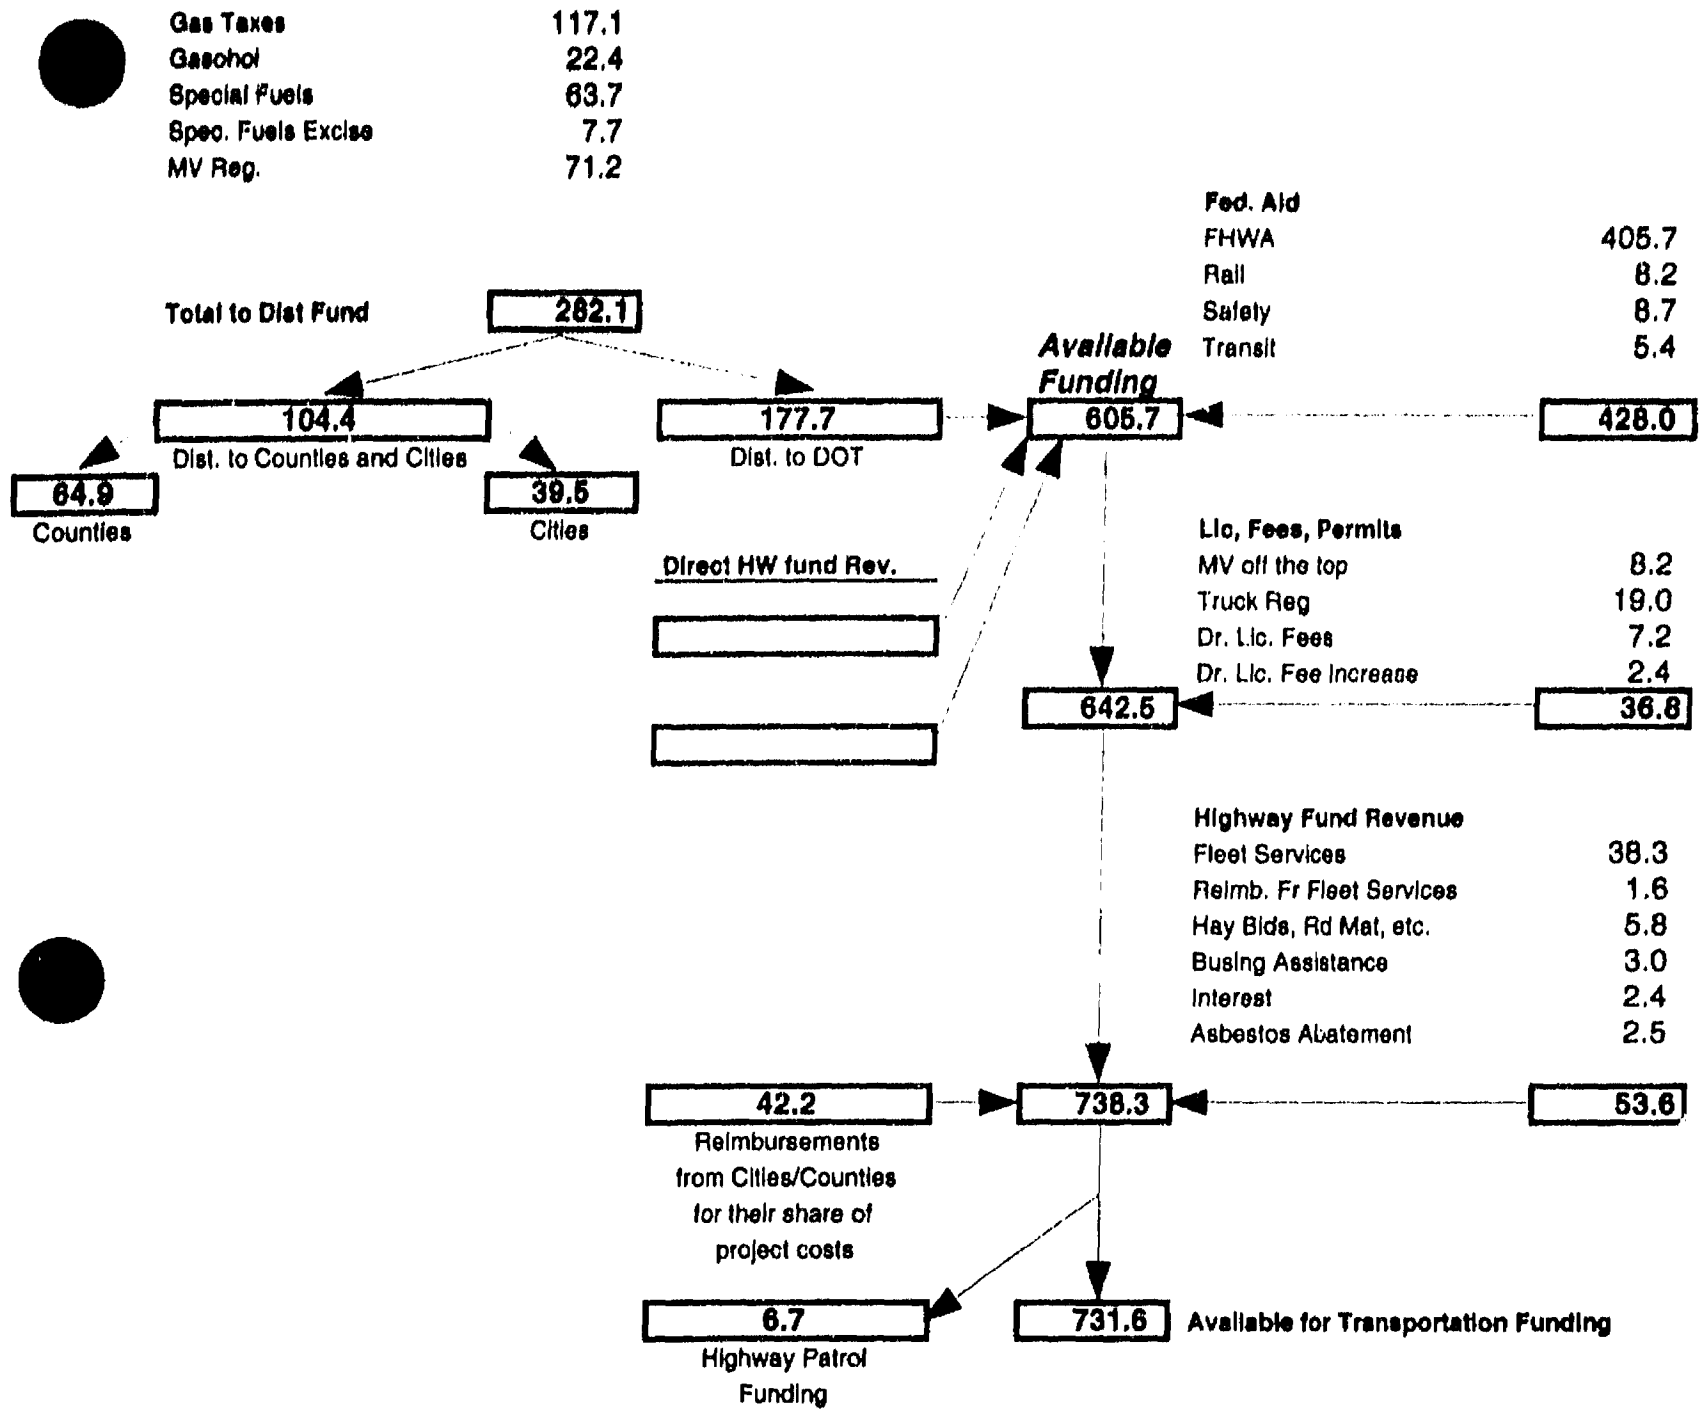 Gas Taxes 117.1
Gasohol 22.4
Special Fuels 63.7
Spec. Fuels Excise 7.7
MV Reg. 71.2
Fed. Aid
FHWA 405.7
Rail 8.2
Safety 8.7
Transit 5.4
Total to Dist Fund 282.1
Available
Funding
104.4 177.7 605.7 428.0
Dist. to Counties and Cities Dist. to DOT
64.9 39.5
Counties Cities
Direct HW fund Rev.
Lic, Fees, Permits
MV off the top 8.2
Truck Reg 19.0
Dr. Lic. Fees 7.2
Dr. Lic. Fee Increase 2.4
642.5 36.8
Highway Fund Revenue
Fleet Services 38.3
Reimb. Fr Fleet Services 1.6
Hay Bids, Rd Mat, etc. 5.8
Busing Assistance 3.0
Interest 2.4
Asbestos Abatement 2.5
42.2 738.3 53.6
Reimbursements
from Cities/Counties
for their share of
project costs
6.7 731.6 Available for Transportation Funding
Highway Patrol
Funding